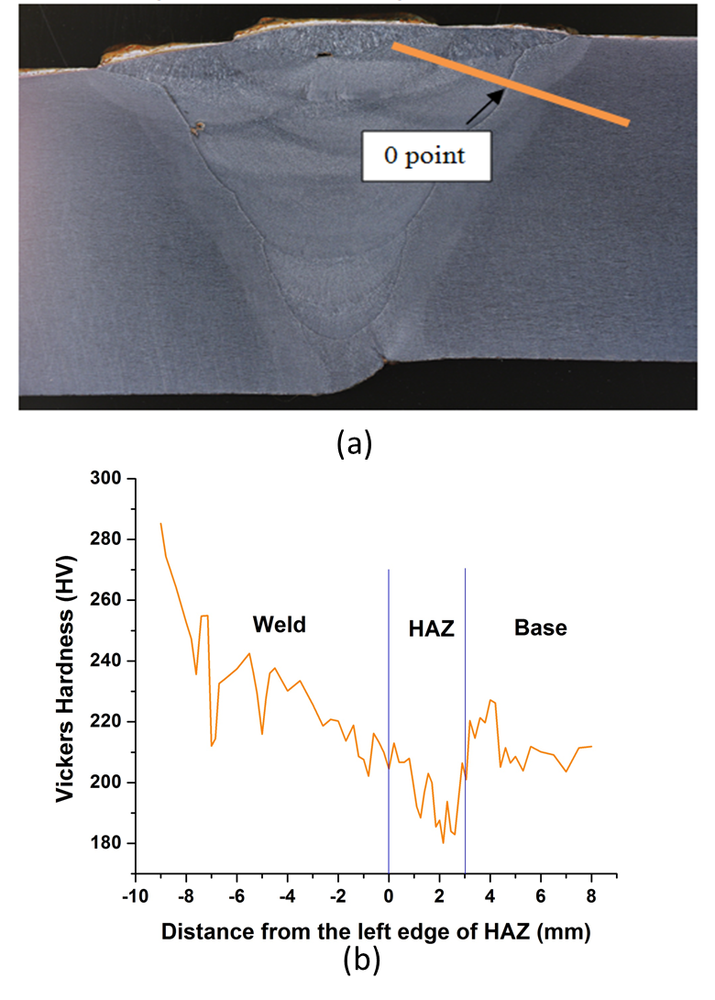 0 point
(a)
300
280
260
240
220
200
180
Vickers Hardness (HV)
Weld
HAZ
Base
-10 -8 -6 -4 -2 0 2 4 6 8
Distance from the left edge of HAZ (mm)
(b)